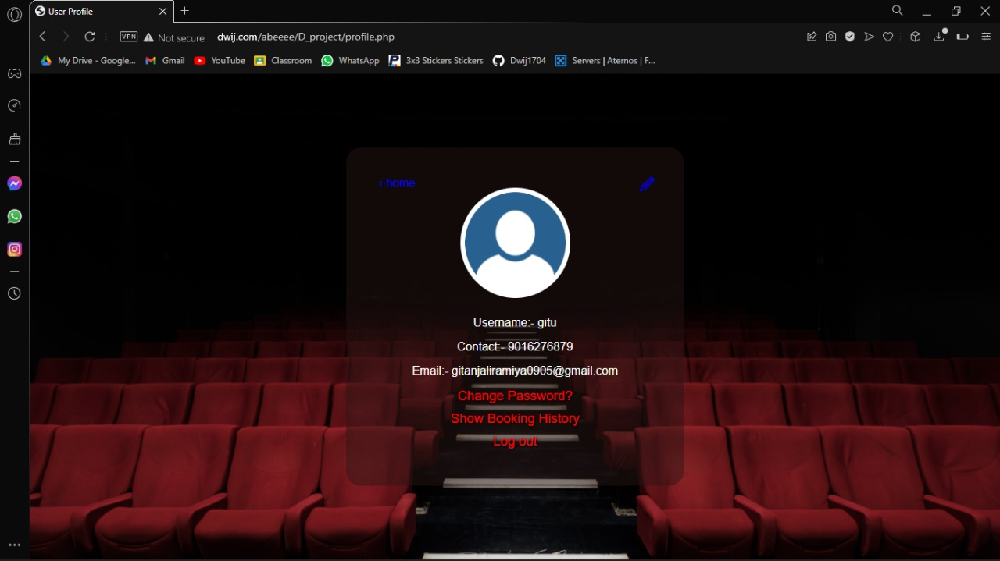 User Profile
VPN Not secure dwij.com/abeeee/D_project/profile.php
My Drive - Google... Gmail YouTube Classroom WhatsApp 3x3 Stickers Stickers Dwij1704 Servers | Aternos | F...
‹ home
Username:- gitu
Contact:- 9016276879
Email:- gitanjaliramiya0905@gmail.com
Change Password?
Show Booking History
Log out